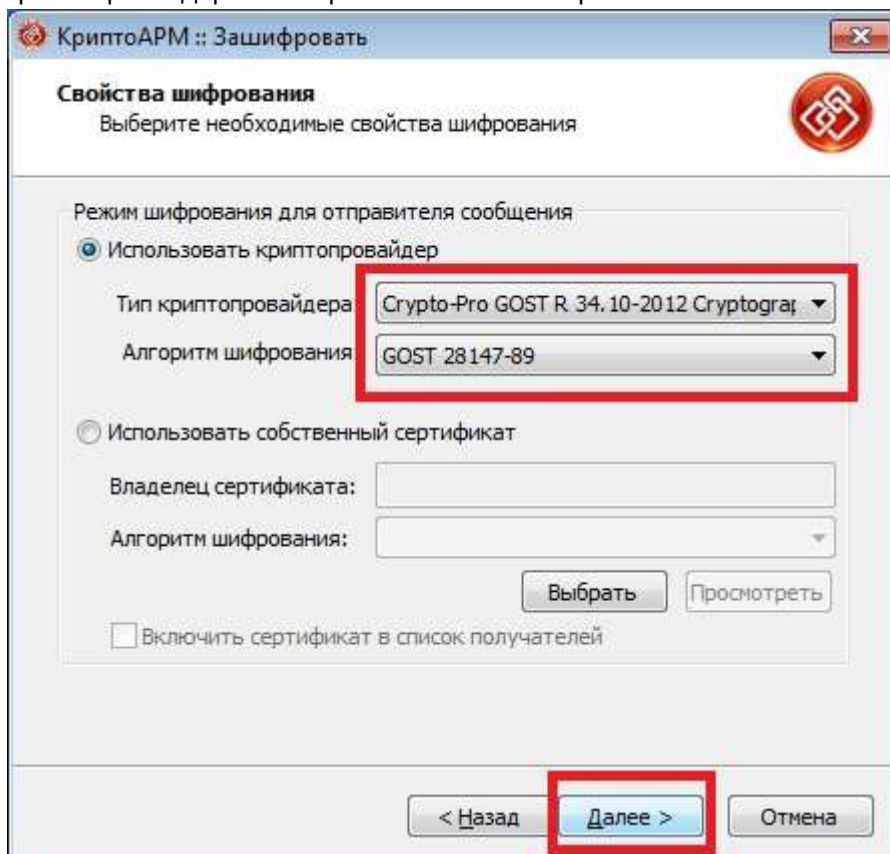 КриптоАРМ :: Зашифровать
Свойства шифрования
Выберите необходимые свойства шифрования
Режим шифрования для отправителя сообщения
Использовать криптопровайдер
Тип криптопровайдера
Crypto-Pro GOST R 34.10-2012 Cryptograp
Алгоритм шифрования
GOST 28147-89
Использовать собственный сертификат
Владелец сертификата:
Алгоритм шифрования:
Выбрать Просмотреть
Включить сертификат в список получателей
< Назад Далее > Отмена